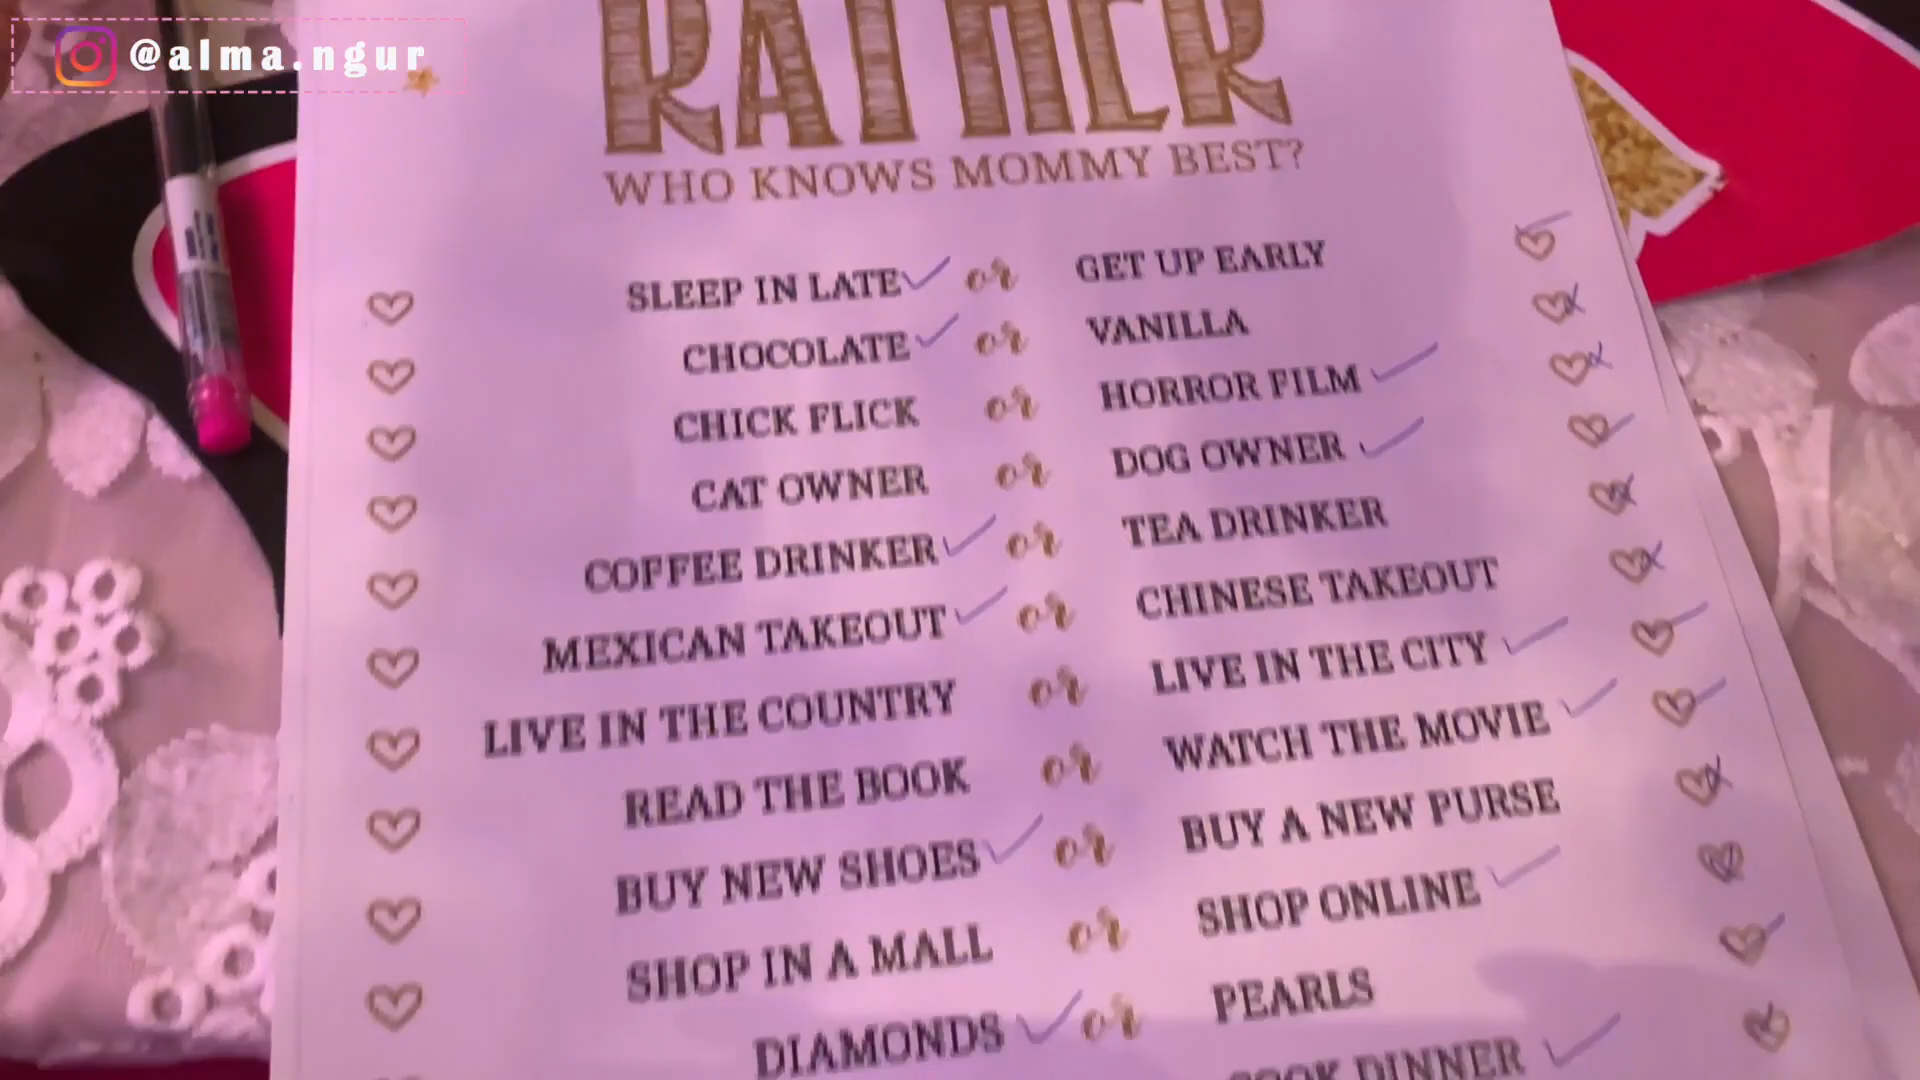 @alma.ngur
RATHER
WHO KNOWS MOMMY BEST?
SLEEP IN LATE or GET UP EARLY
CHOCOLATE or VANILLA
CHICK FLICK or HORROR FILM
CAT OWNER or DOG OWNER
COFFEE DRINKER or TEA DRINKER
MEXICAN TAKEOUT or CHINESE TAKEOUT
LIVE IN THE COUNTRY or LIVE IN THE CITY
READ THE BOOK or WATCH THE MOVIE
BUY NEW SHOES or BUY A NEW PURSE
SHOP IN A MALL or SHOP ONLINE
DIAMONDS or PEARLS
COOK DINNER